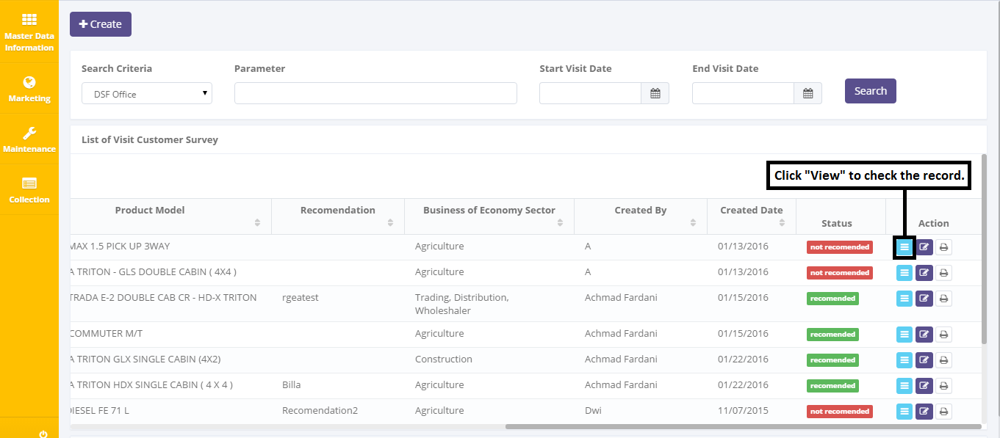 Master Data
Information
Marketing
Maintenance
Collection
Create
Search Criteria
Parameter
Start Visit Date
End Visit Date
DSF Office
Search
List of Visit Customer Survey
Click "View" to check the record.
Product Model
Recomendation
Business of Economy Sector
Created By
Created Date
Status
Action
MAX 1.5 PICK UP 3WAY
Agriculture
A
01/13/2016
not recomended
A TRITON - GLS DOUBLE CABIN ( 4X4 )
Agriculture
A
01/13/2016
not recomended
TRADA E-2 DOUBLE CAB CR - HD-X TRITON
rgeatest
Trading, Distribution,
Wholeshaler
Achmad Fardani
01/15/2016
recomended
COMMUTER M/T
Agriculture
Achmad Fardani
01/15/2016
recomended
A TRITON GLX SINGLE CABIN (4X2)
Construction
Achmad Fardani
01/22/2016
recomended
A TRITON HDX SINGLE CABIN ( 4 X 4 )
Billa
Agriculture
Achmad Fardani
01/22/2016
recomended
DIESEL FE 71 L
Recomendation2
Agriculture
Dwi
11/07/2015
not recomended